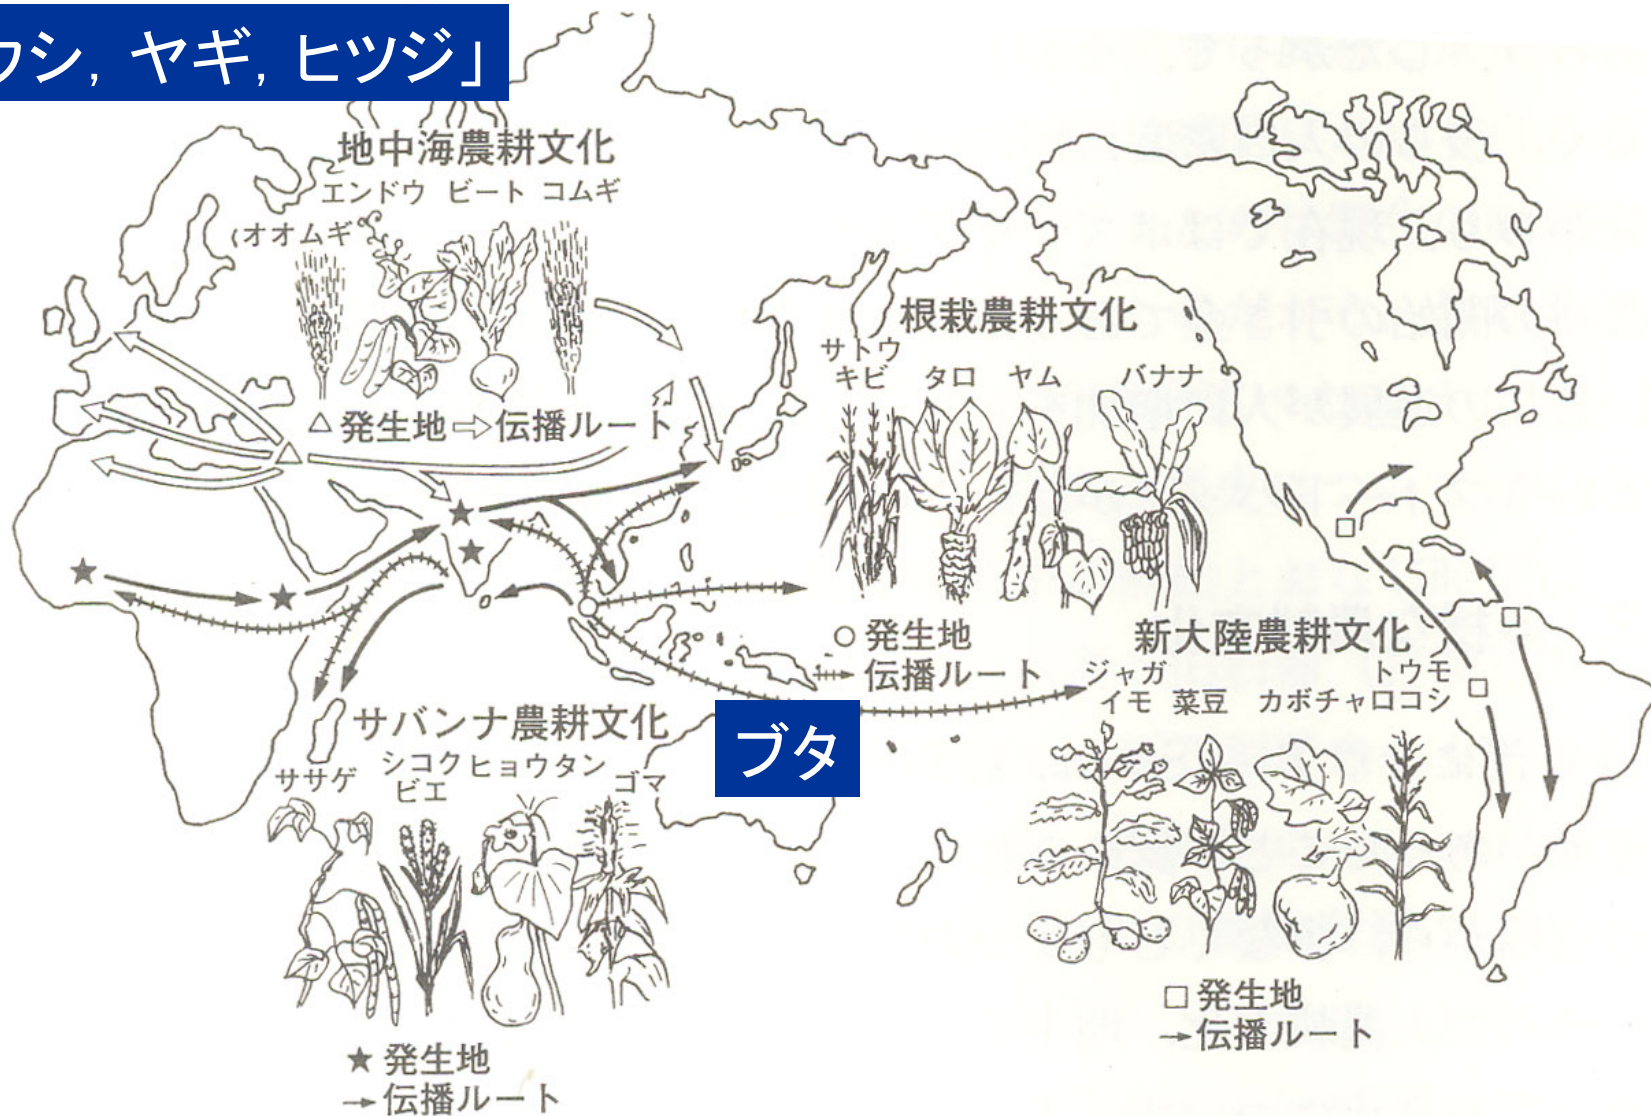 ウシ, ヤギ, ヒツジ」
地中海農耕文化
エンドウ ビート コムギ
オオムギ
△発生地 ⇨伝播ルート
根栽農耕文化
サトウ
キビ タロ ヤム バナナ
○発生地
伝播ルート
新大陸農耕文化
ジャガ トウモ
イモ 菜豆 カボチャ ロコシ
ブタ
サバンナ農耕文化
ササゲ シコク ヒョウタン ゴマ
ビエ
□発生地
→伝播ルート
★発生地
→伝播ルート